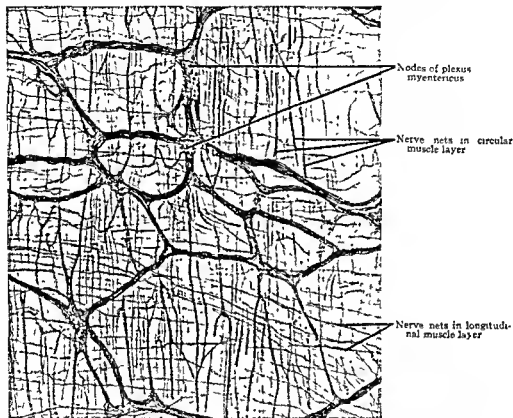 Nodes of plexus
myentericus
Nerve nets in circular
muscle layer
Nerve nets in longitudi-
nal muscle layer